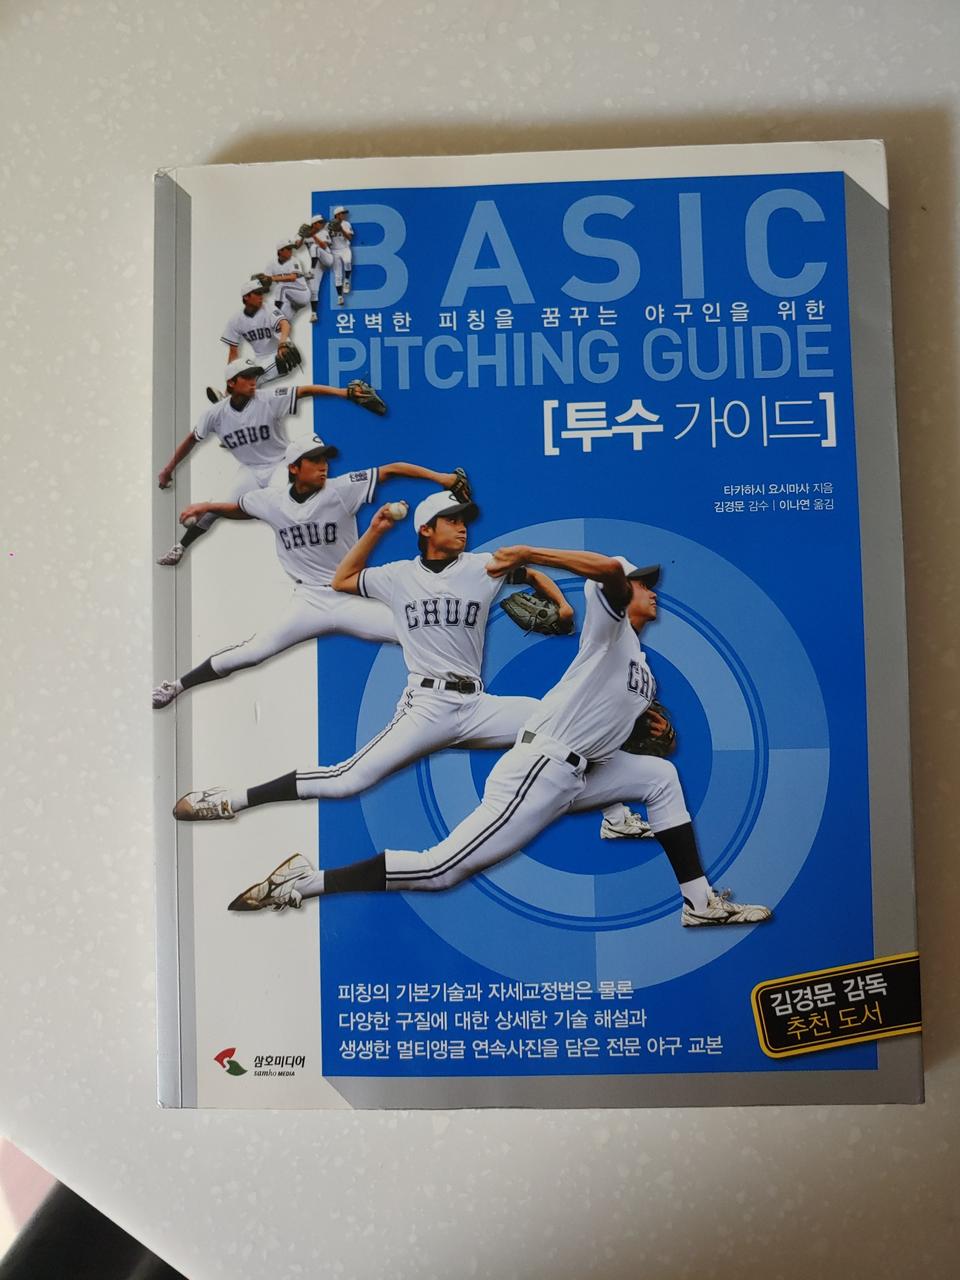 BASIC
완벽한 피칭을 꿈꾸는 야구인을 위한
PITCHING GUIDE
[투수 가이드]
타카하시 요시마사 지음
김경문 감수 | 이나연 옮김
CHUO
CHUO
CHUO
CHUO
CHU
피칭의 기본기술과 자세교정법은 물론
다양한 구질에 대한 상세한 기술 해설과
생생한 멀티앵글 연속사진을 담은 전문 야구 교본
김경문 감독
추천 도서
삼호미디어
samho MEDIA